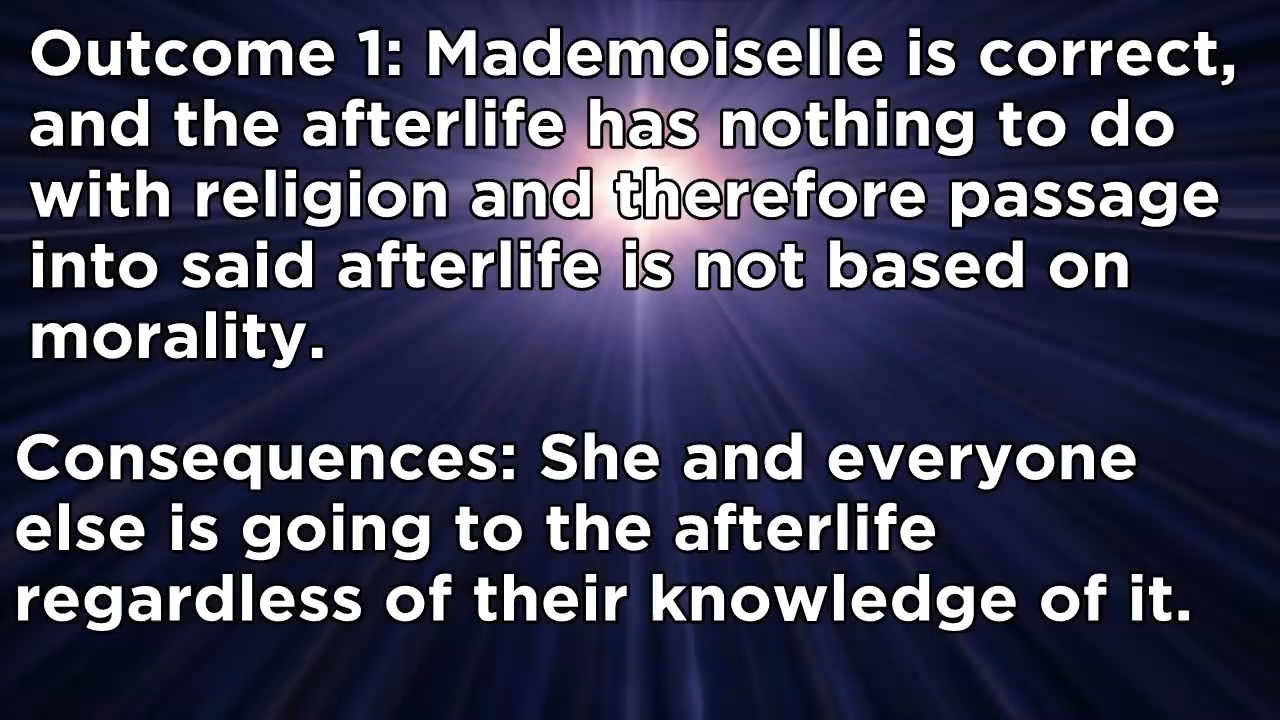 Outcome 1: Mademoiselle is correct,
and the afterlife has nothing to do
with religion and therefore passage
into said afterlife is not based on
morality.
Consequences: She and everyone
else is going to the afterlife
regardless of their knowledge of it.